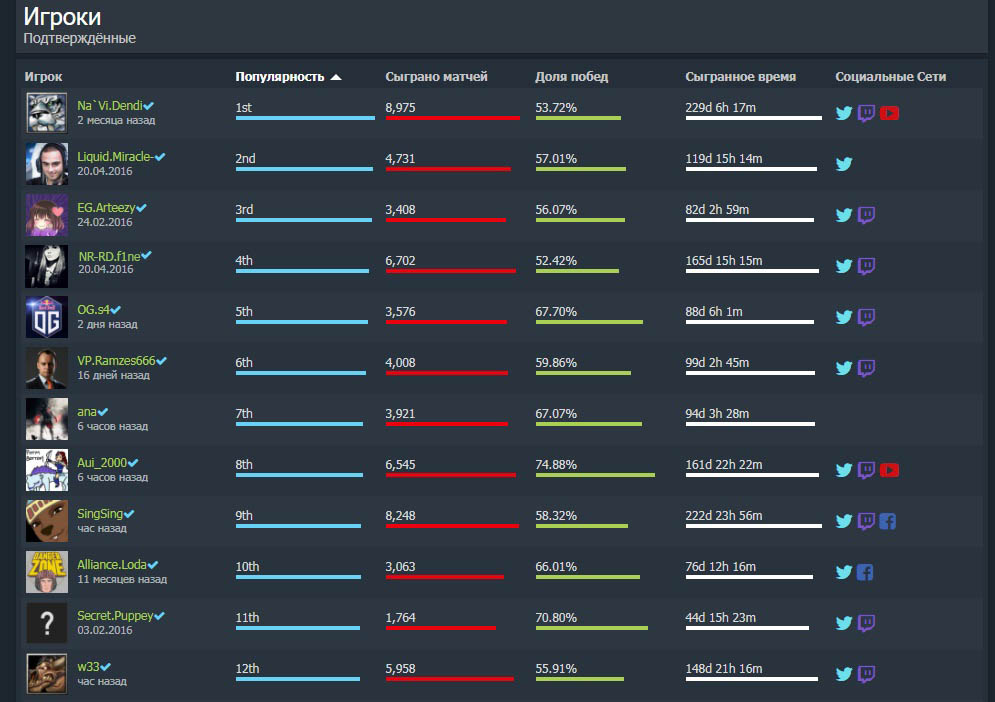 Игроки
Подтверждённые
Игрок Популярность Сыграно матчей Доля побед Сыгранное время Социальные Сети
Na`Vi.Dendi 1st 8,975 53.72% 229d 6h 17m
2 месяца назад
Liquid.Miracle- 2nd 4,731 57.01% 119d 15h 14m
20.04.2016
EG.Arteezy 3rd 3,408 56.07% 82d 2h 59m
24.02.2016
NR-RD.f1ne 4th 6,702 52.42% 165d 15h 15m
20.04.2016
OG.s4 5th 3,576 67.70% 88d 6h 1m
2 дня назад
VP.Ramzes666 6th 4,008 59.86% 99d 2h 45m
16 дней назад
ana 7th 3,921 67.07% 94d 3h 28m
6 часов назад
Aui_2000 8th 6,545 74.88% 161d 22h 22m
6 часов назад
SingSing 9th 8,248 58.32% 222d 23h 56m
час назад
DANGER
ZONE
Alliance.Loda 10th 3,063 66.01% 76d 12h 16m
11 месяцев назад
?
Secret.Puppey 11th 1,764 70.80% 44d 15h 23m
03.02.2016
w33 12th 5,958 55.91% 148d 21h 16m
час назад